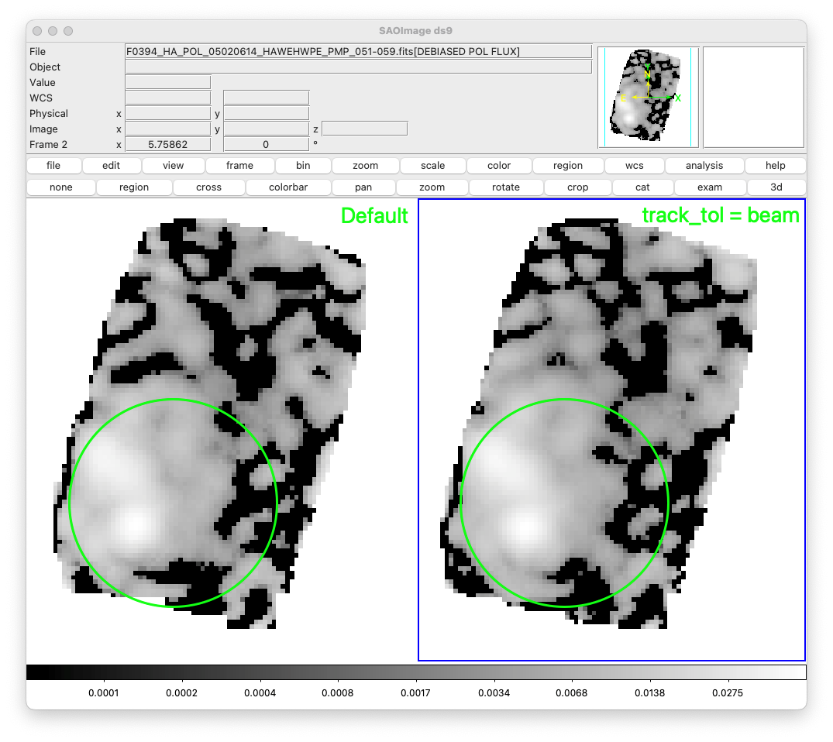 SAOImage ds9
File F0394_HA_POL_05020614_HAWEHWPE_PMP_051-059.fits[DEBIASED POL FLUX]
Object
Value
WCS
Physical x y
Image x y z
Frame 2 x 5.75862 0 °
file edit view frame bin zoom scale color region wcs analysis help
none region cross colorbar pan zoom rotate crop cat exam 3d
Default
track_tol = beam
0.0001 0.0002 0.0004 0.0008 0.0017 0.0034 0.0068 0.0138 0.0275